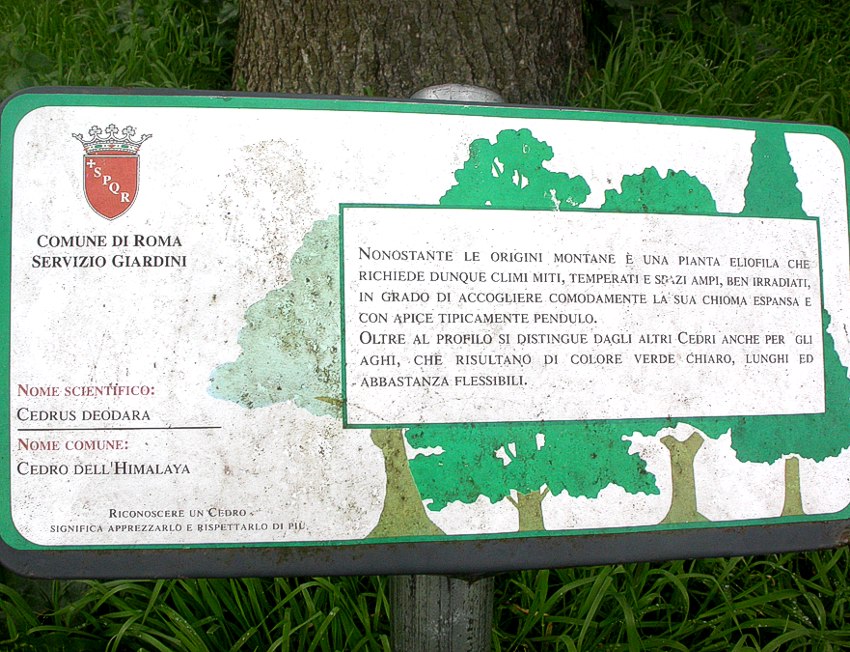 SPQR
COMUNE DI ROMA
SERVIZIO GIARDINI
NOME SCIENTIFICO:
CEDRUS DEODARA
NOME COMUNE:
CEDRO DELL'HIMALAYA
RICONOSCERE UN CEDRO
SIGNIFICA APPREZZARLO E RISPETTARLO DI PIÙ
NONOSTANTE LE ORIGINI MONTANE È UNA PIANTA ELIOFILA CHE
RICHIEDE DUNQUE CLIMI MITI, TEMPERATI E SPAZI AMPI, BEN IRRADIATI,
IN GRADO DI ACCOGLIERE COMODAMENTE LA SUA CHIOMA ESPANSA E
CON APICE TIPICAMENTE PENDULO.
OLTRE AL PROFILO SI DISTINGUE DAGLI ALTRI CEDRI ANCHE PER GLI
AGHI, CHE RISULTANO DI COLORE VERDE CHIARO, LUNGHI ED
ABBASTANZA FLESSIBILI.